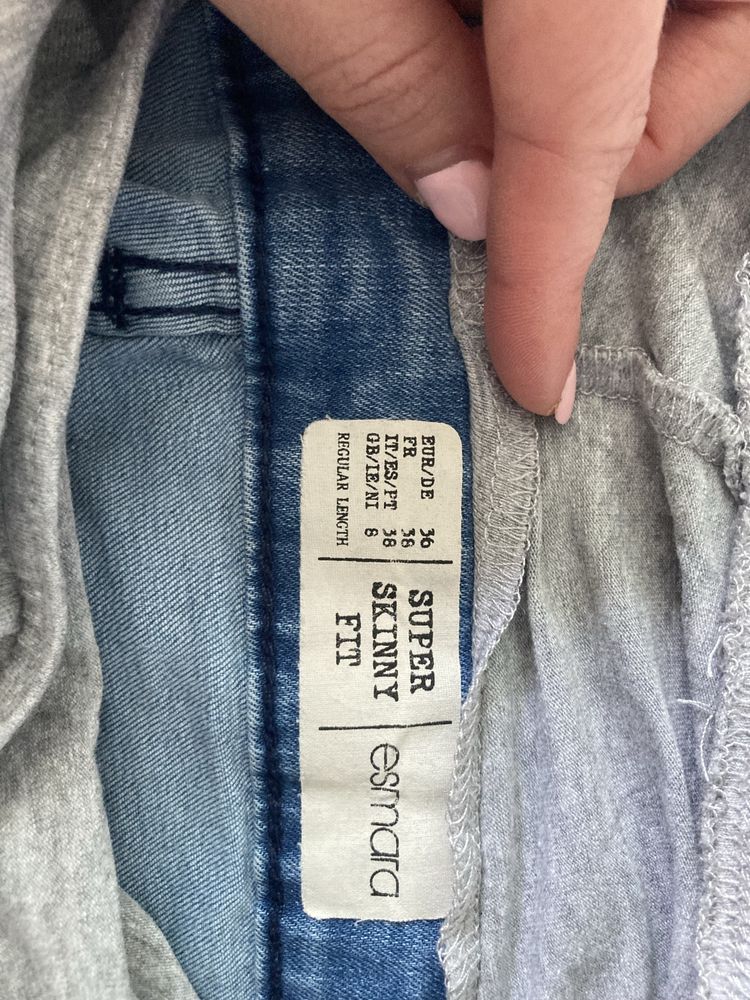 EUR/DE 36
FR 38
IT/ES/PT 38
GB/IE/NI 8
REGULAR LENGTH
SUPER
SKINNY
FIT
esmara